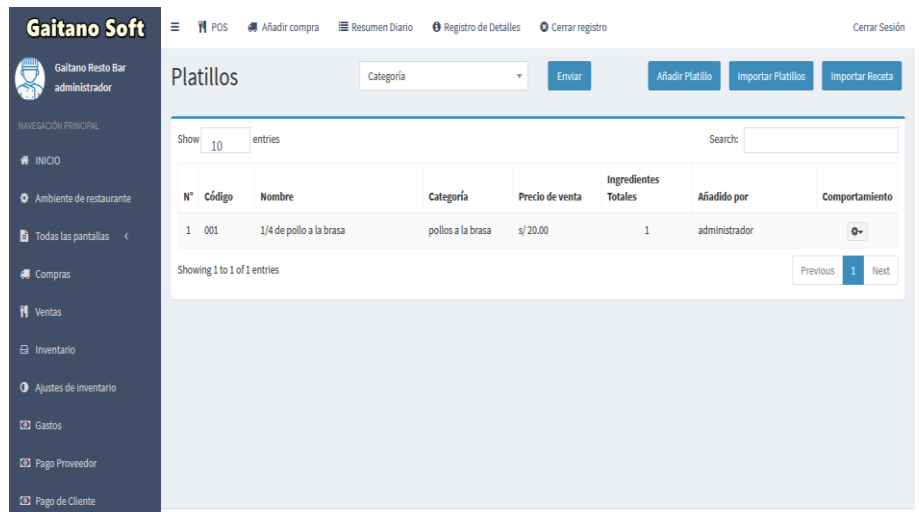 Gaitano Soft
POS Añadir compra Resumen Diario Registro de Detalles Cerrar registro Cerrar Sesión
Gaitano Resto Bar
administrador
Platillos Categoría Enviar Añadir Platillo Importar Platillos Importar Receta
NAVEGACIÓN PRINCIPAL
INICIO
Ambiente de restaurante
Todas las pantallas
Compras
Ventas
Inventario
Ajustes de inventario
Gastos
Pago Proveedor
Pago de Cliente
Show 10 entries Search:
N° Código Nombre Categoría Precio de venta Ingredientes Totales Añadido por Comportamiento
1 001 1/4 de pollo a la brasa pollos a la brasa s/ 20.00 1 administrador
Showing 1 to 1 of 1 entries Previous 1 Next